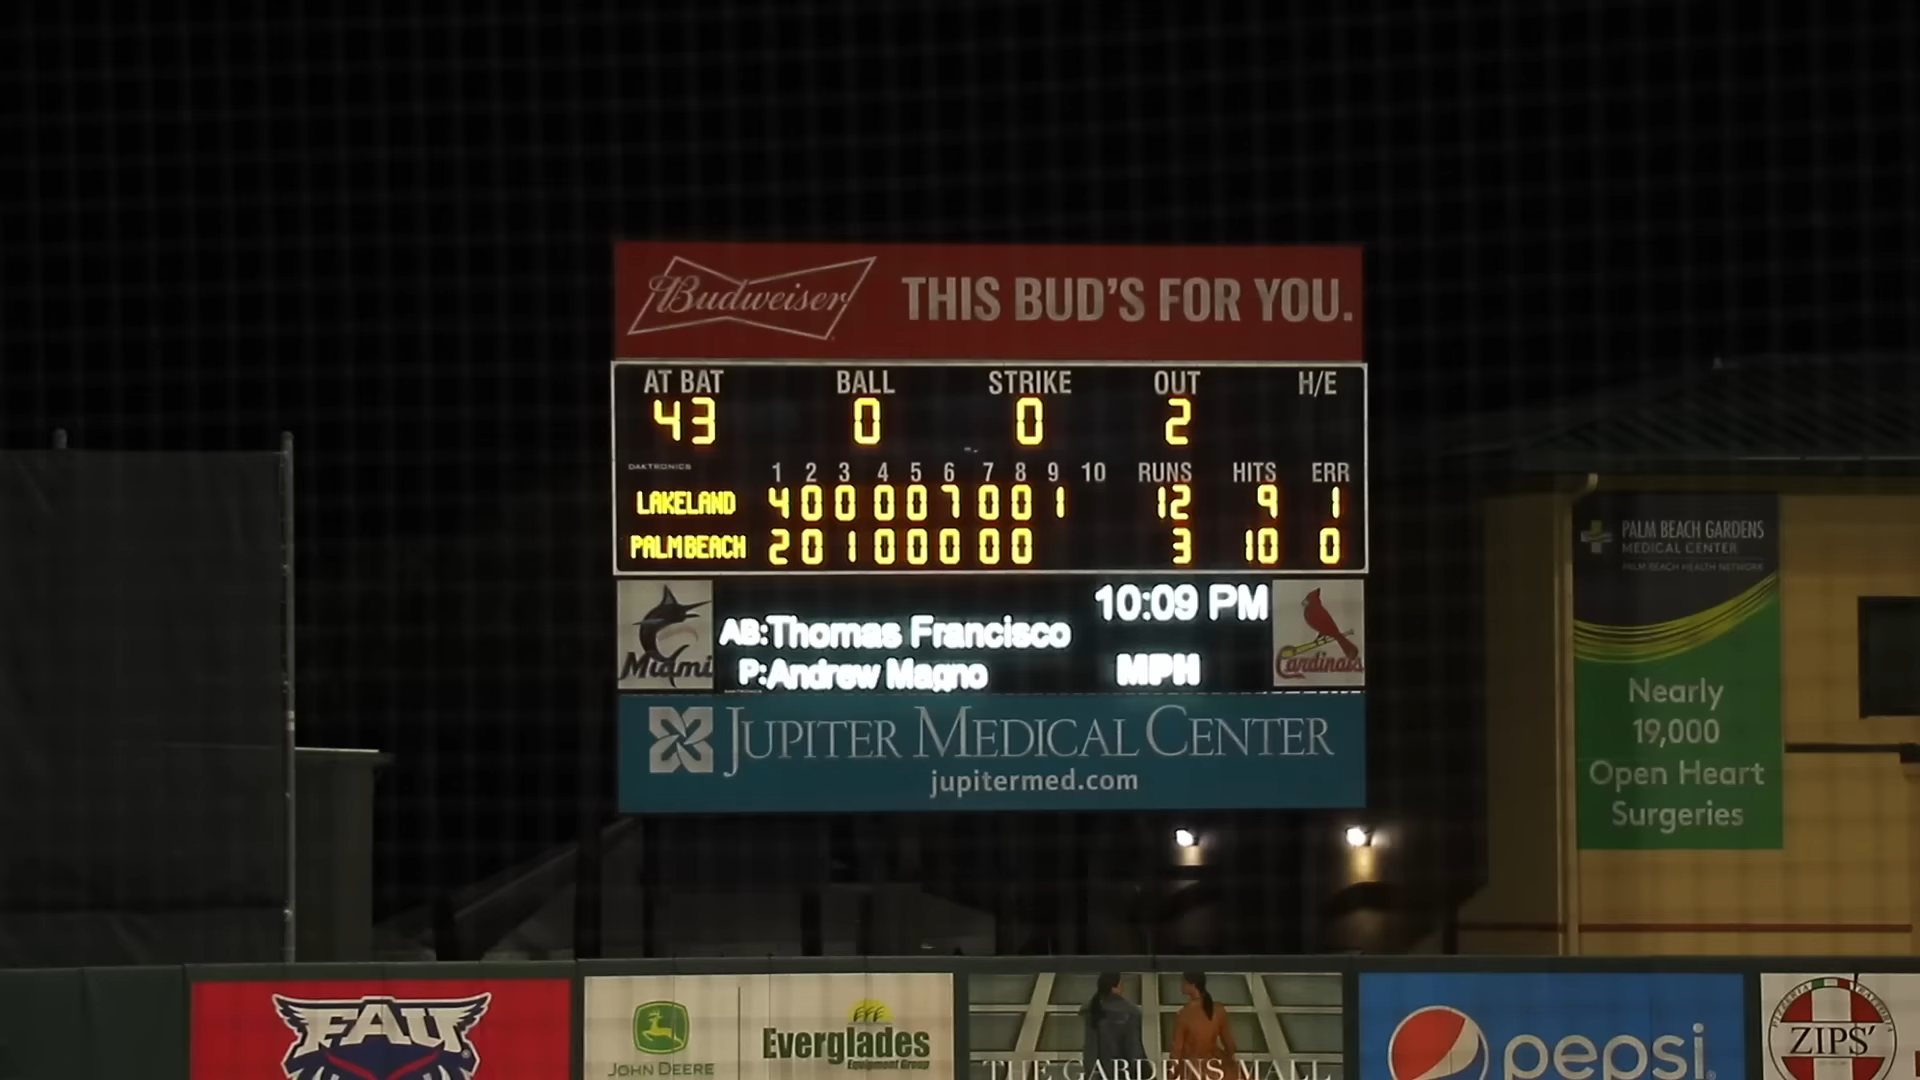 Budweiser THIS BUD'S FOR YOU.
AT BAT BALL STRIKE OUT H/E
43 0 0 2
DAKTRONICS 1 2 3 4 5 6 7 8 9 10 RUNS HITS ERR
LAKELAND 4 0 0 0 0 7 0 0 1 12 9 1
PALM BEACH 2 0 1 0 0 0 0 0 3 10 0
10:09 PM
AB:Thomas Francisco
P:Andrew Magno MPH
Miami
Cardinals
JUPITER MEDICAL CENTER
jupitermed.com
PALM BEACH GARDENS
MEDICAL CENTER
PALM BEACH HEALTH NETWORK
Nearly
19,000
Open Heart
Surgeries
FAU
JOHN DEERE
Everglades
Equipment Group
THE GARDENS MALL
pepsi
ZIPS'